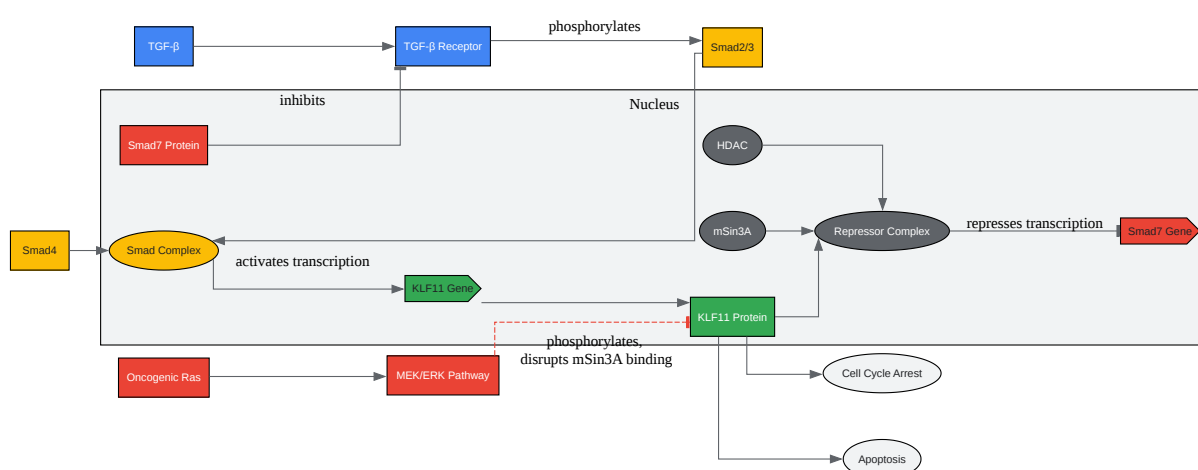 phosphorylates
TGF-β
TGF-β Receptor
Smad2/3
inhibits
Nucleus
Smad7 Protein
HDAC
mSin3A
Repressor Complex
represses transcription
Smad7 Gene
Smad4
Smad Complex
activates transcription
KLF11 Gene
KLF11 Protein
phosphorylates,
disrupts mSin3A binding
Oncogenic Ras
MEK/ERK Pathway
Cell Cycle Arrest
Apoptosis